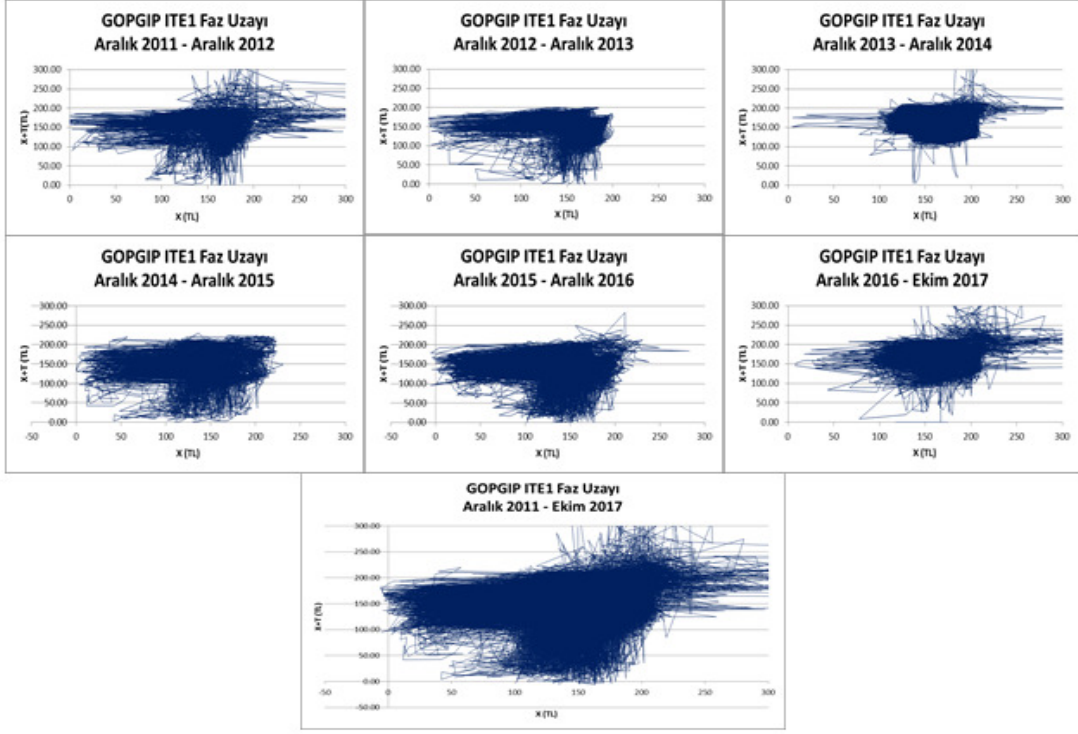 GOPGIP ITE1 Faz Uzayı
Aralık 2011 - Aralık 2012
300.00
250.00
200.00
150.00
100.00
50.00
0.00
X+T(TL)
0 50 100 150 200 250 300
X (TL)
GOPGIP ITE1 Faz Uzayı
Aralık 2012 - Aralık 2013
300.00
250.00
200.00
150.00
100.00
50.00
0.00
X+T (TL)
0 50 100 150 200 250 300
X (TL)
GOPGIP ITE1 Faz Uzayı
Aralık 2013 - Aralık 2014
300.00
250.00
200.00
150.00
100.00
50.00
0.00
X+T (TL)
0 50 100 150 200 250 300
X (TL)
GOPGIP ITE1 Faz Uzayı
Aralık 2014 - Aralık 2015
300.00
250.00
200.00
150.00
100.00
50.00
0.00
X+T (TL)
-50 0 50 100 150 200 250 300
X (TL)
GOPGIP ITE1 Faz Uzayı
Aralık 2015 - Aralık 2016
300.00
250.00
200.00
150.00
100.00
50.00
0.00
X+T (TL)
-50 0 50 100 150 200 250 300
X (TL)
GOPGIP ITE1 Faz Uzayı
Aralık 2016 - Ekim 2017
300.00
250.00
200.00
150.00
100.00
50.00
0.00
X+T (TL)
0 50 100 150 200 250 300
X (TL)
GOPGIP ITE1 Faz Uzayı
Aralık 2011 - Ekim 2017
300.00
250.00
200.00
150.00
100.00
50.00
0.00
-50.00
X+T (TL)
-50 0 50 100 150 200 250 300
X (TL)